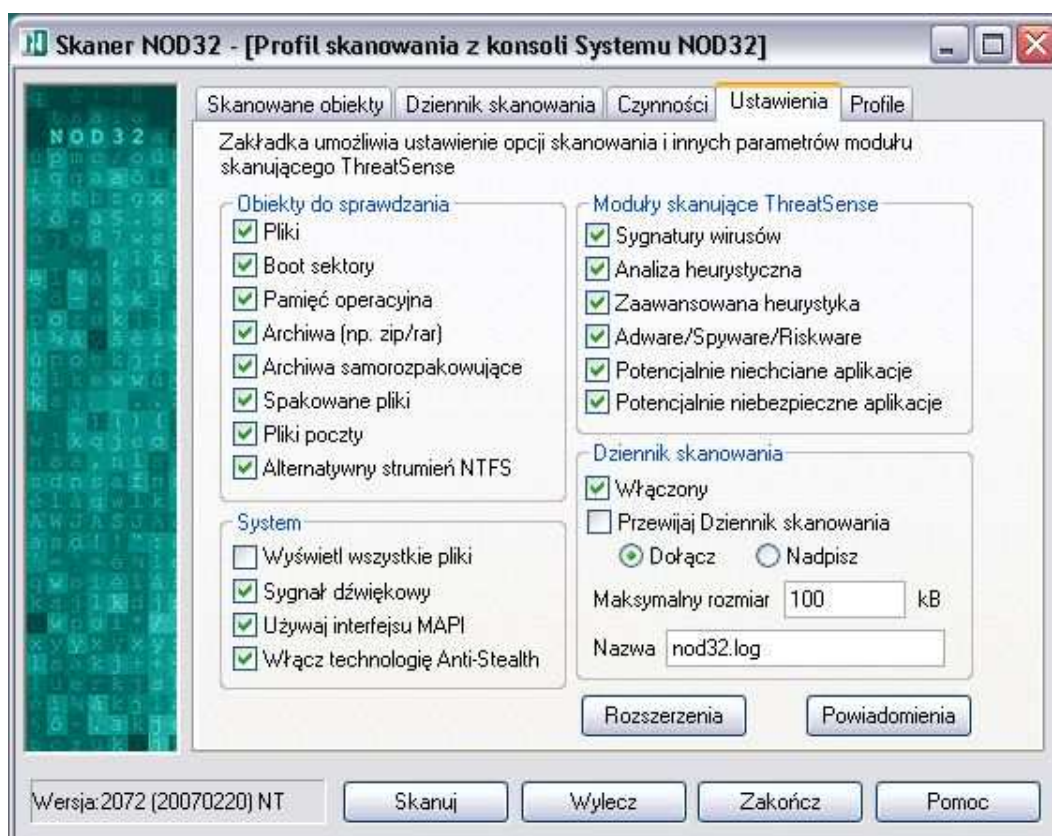 Skaner NOD32 - [Profil skanowania z konsoli Systemu NOD32]
NOD32
Skanowane obiekty
Dziennik skanowania
Czynności
Ustawienia
Profile
Zakładka umożliwia ustawienie opcji skanowania i innych parametrów modułu
skanującego ThreatSense
Obiekty do sprawdzania
Pliki
Boot sektory
Pamięć operacyjna
Archiwa (np. zip/rar)
Archiwa samorozpakowujące
Spakowane pliki
Pliki poczty
Alternatywny strumień NTFS
System
Wyświetl wszystkie pliki
Sygnał dźwiękowy
Używaj interfejsu MAPI
Włącz technologię Anti-Stealth
Moduły skanujące ThreatSense
Sygnatury wirusów
Analiza heurystyczna
Zaawansowana heurystyka
Adware/Spyware/Riskware
Potencjalnie niechciane aplikacje
Potencjalnie niebezpieczne aplikacje
Dziennik skanowania
Włączony
Przewijaj Dziennik skanowania
Dołącz
Nadpisz
Maksymalny rozmiar 100 kB
Nazwa nod32.log
Rozszerzenia
Powiadomienia
Wersja:2072 (20070220) NT
Skanuj
Wylecz
Zakończ
Pomoc